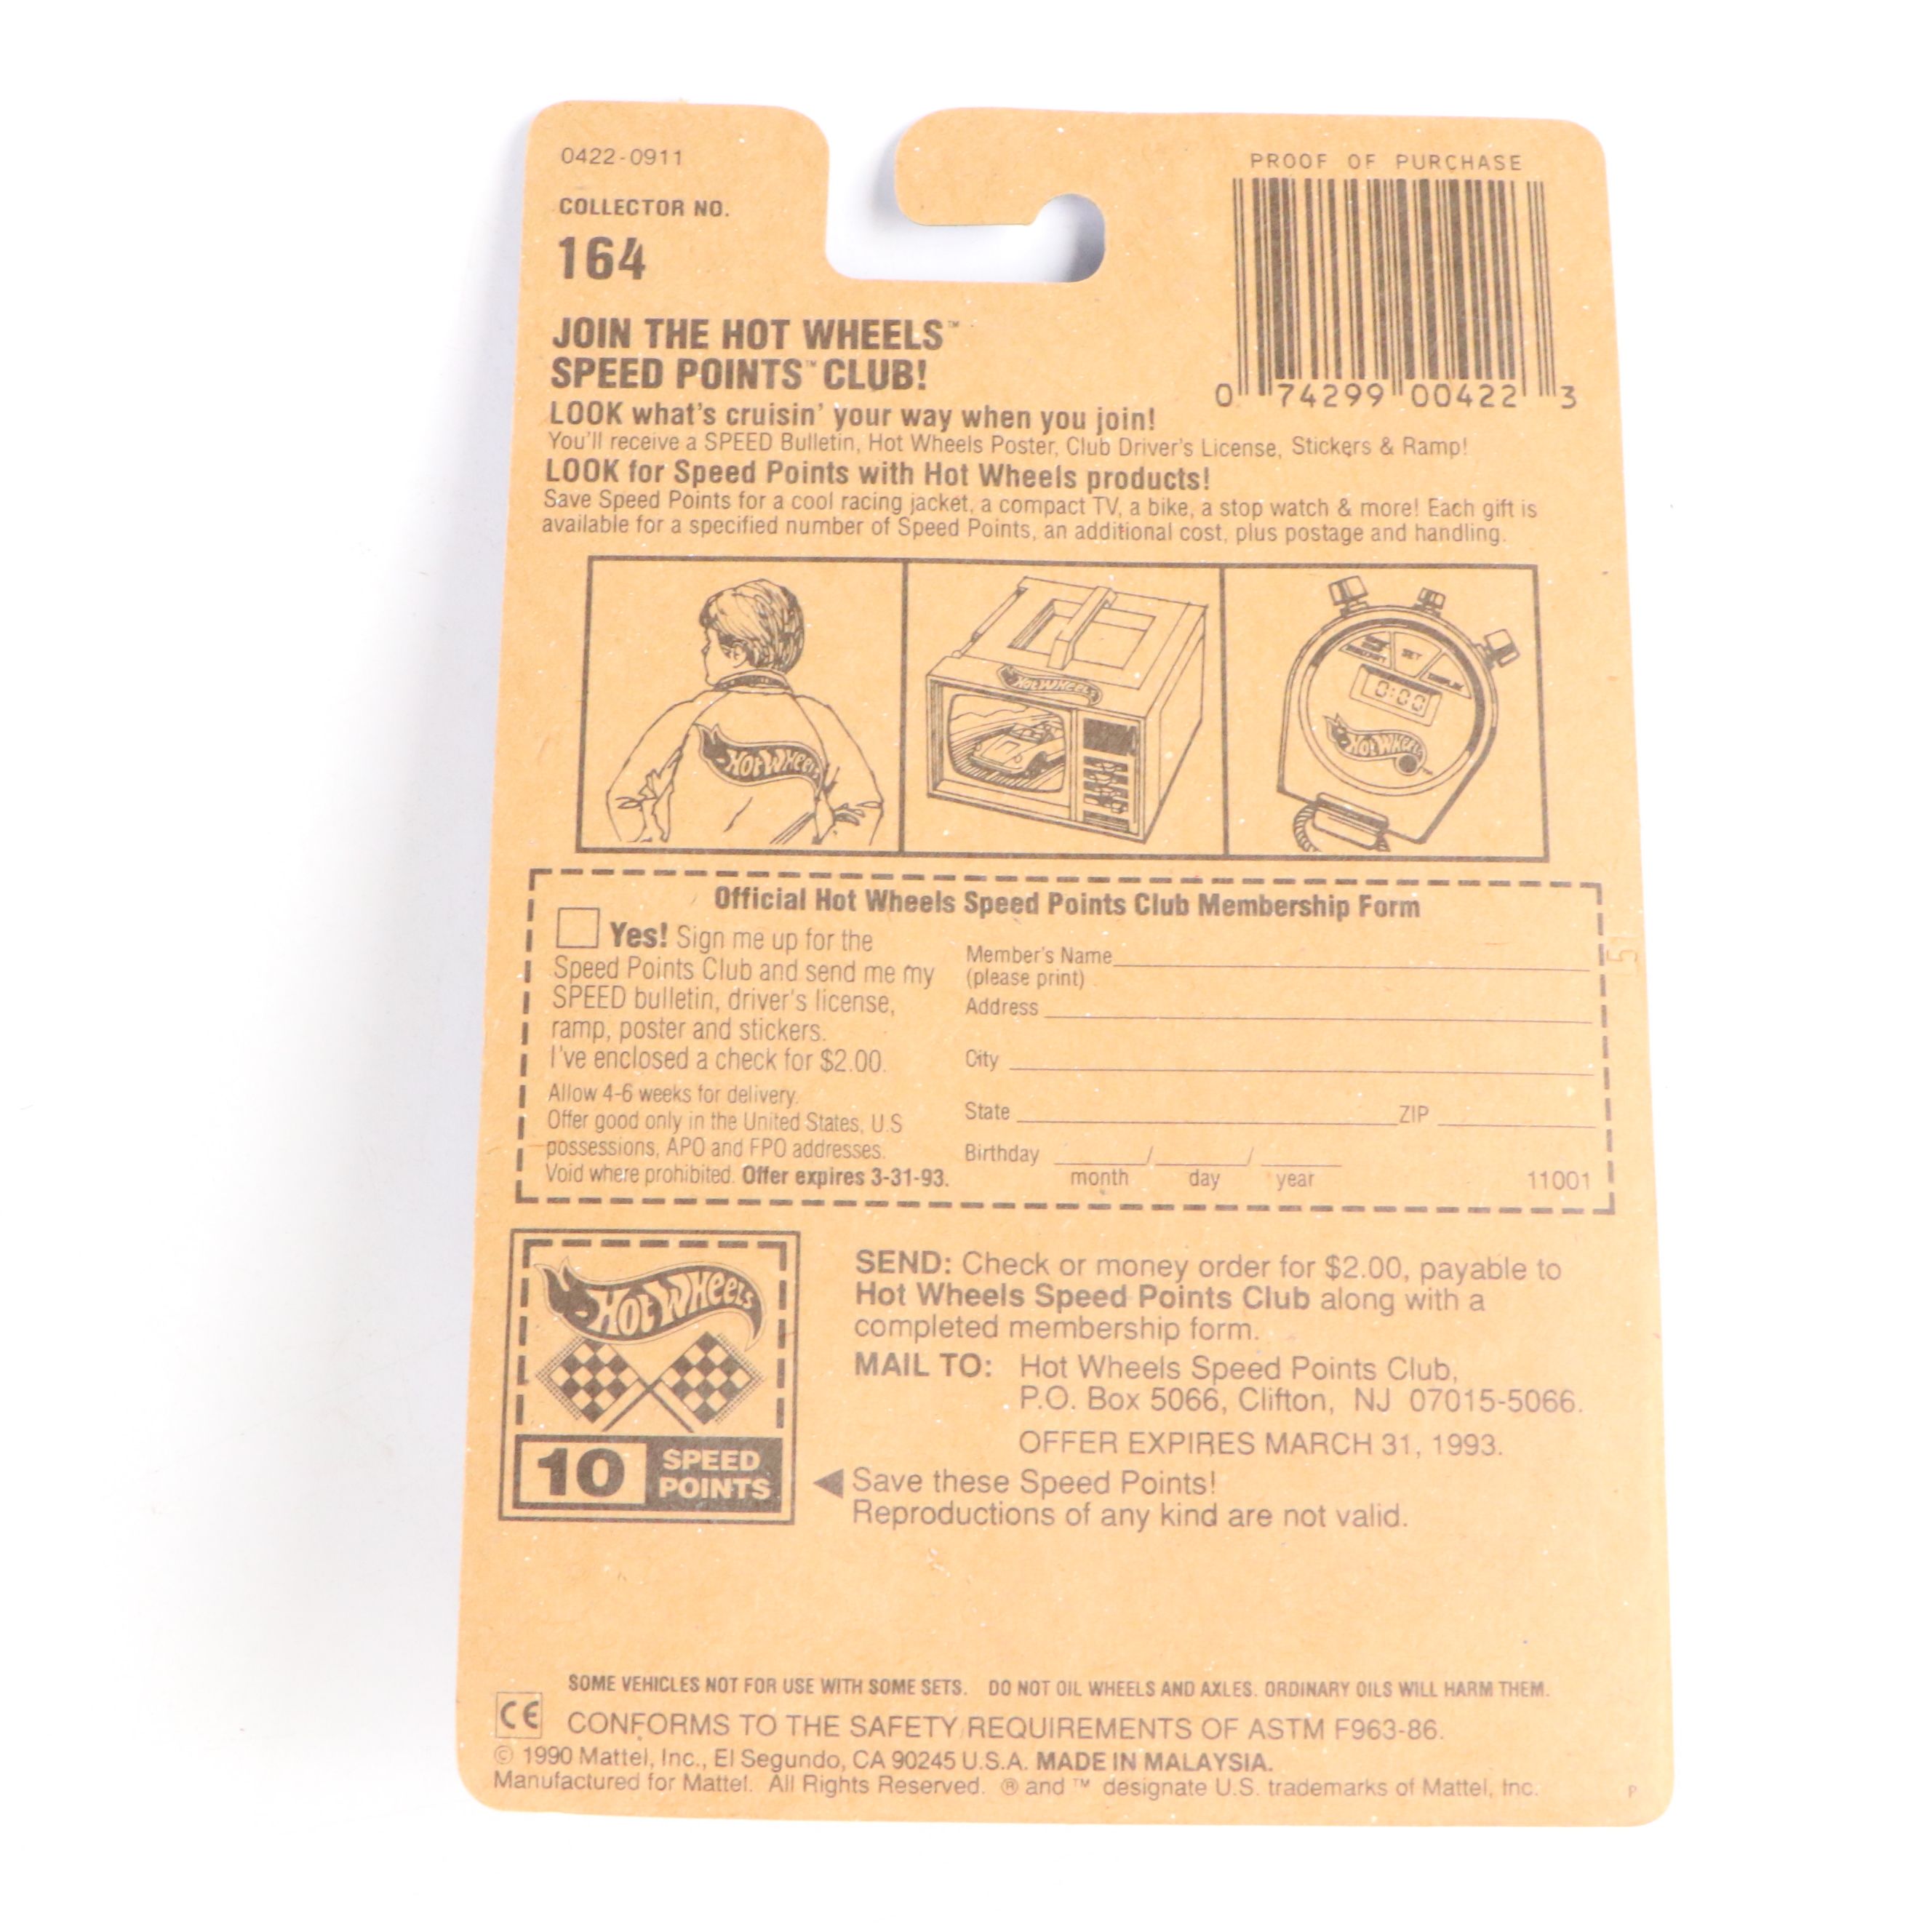 0422-0911
COLLECTOR NO.
164
PROOF OF PURCHASE
0 74299 00422 3
JOIN THE HOT WHEELS™
SPEED POINTS™ CLUB!
LOOK what's cruisin' your way when you join!
You'll receive a SPEED Bulletin, Hot Wheels Poster, Club Driver's License, Stickers & Ramp!
LOOK for Speed Points with Hot Wheels products!
Save Speed Points for a cool racing jacket, a compact TV, a bike, a stop watch & more! Each gift is
available for a specified number of Speed Points, an additional cost, plus postage and handling.
HOT WHEELS
HOT WHEELS
SET
0:00
HOT WHEELS
Official Hot Wheels Speed Points Club Membership Form
Yes! Sign me up for the
Speed Points Club and send me my
SPEED bulletin, driver's license,
ramp, poster and stickers.
I've enclosed a check for $2.00.
Allow 4-6 weeks for delivery.
Offer good only in the United States, U.S
possessions, APO and FPO addresses.
Void where prohibited. Offer expires 3-31-93.
Member's Name
(please print)
Address
City
State ZIP
Birthday / /
month day year
11001
5
HOT WHEELS
10 SPEED
POINTS
SEND: Check or money order for $2.00, payable to
Hot Wheels Speed Points Club along with a
completed membership form.
MAIL TO: Hot Wheels Speed Points Club,
P.O. Box 5066, Clifton, NJ 07015-5066.
OFFER EXPIRES MARCH 31, 1993.
Save these Speed Points!
Reproductions of any kind are not valid.
SOME VEHICLES NOT FOR USE WITH SOME SETS. DO NOT OIL WHEELS AND AXLES. ORDINARY OILS WILL HARM THEM.
CE CONFORMS TO THE SAFETY REQUIREMENTS OF ASTM F963-86.
© 1990 Mattel, Inc., El Segundo, CA 90245 U.S.A. MADE IN MALAYSIA.
Manufactured for Mattel. All Rights Reserved. ® and ™ designate U.S. trademarks of Mattel, Inc.
P